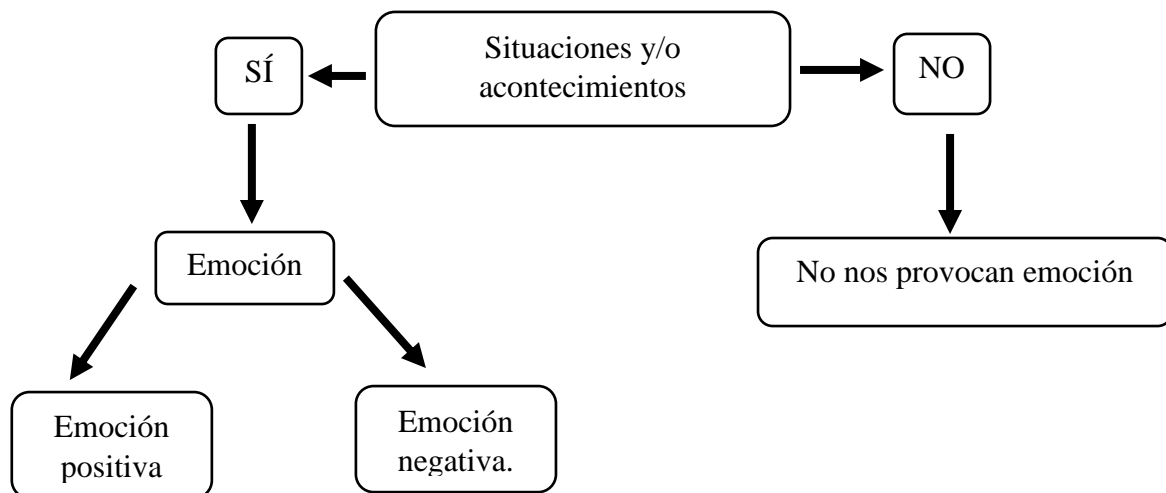 SÍ
Situaciones y/o
acontecimientos
NO
Emoción
No nos provocan emoción
Emoción
positiva
Emoción
negativa.